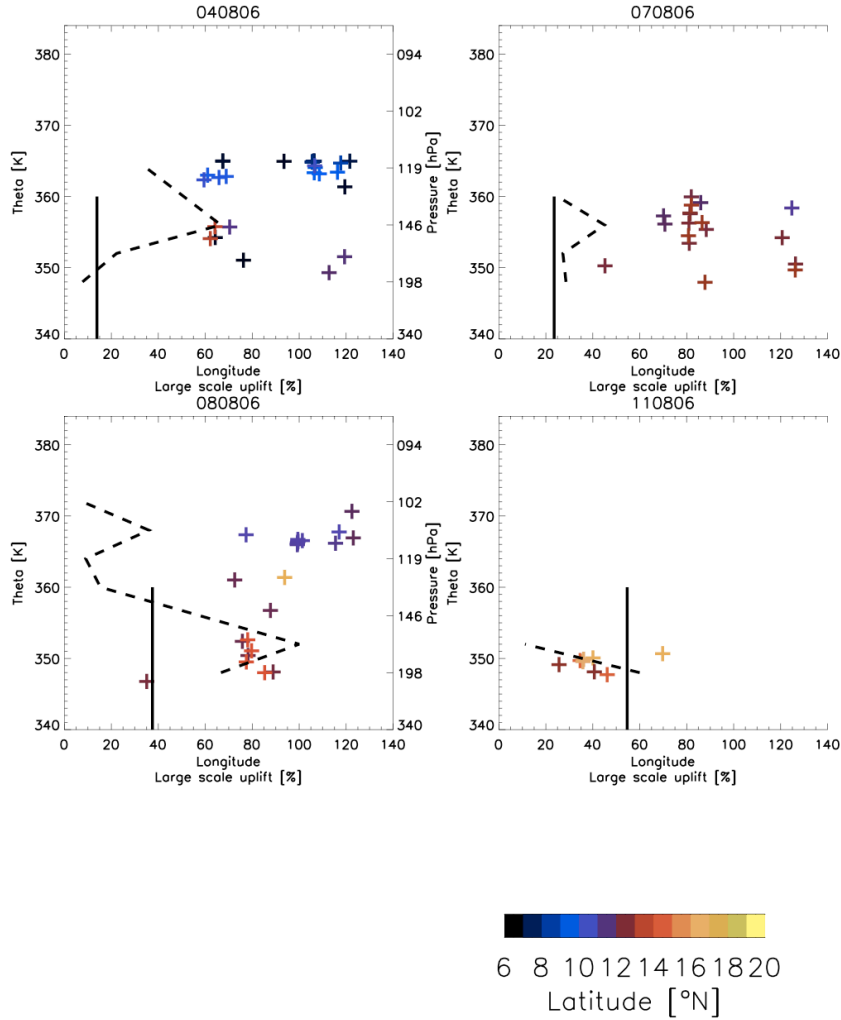 040806
070806
380
370
360
350
340
Theta [K]
094
102
119
146
198
340
Pressure [hPa]
380
370
360
350
340
Theta [K]
0 20 40 60 80 100 120 140
Longitude
Large scale uplift [%]
0 20 40 60 80 100 120 140
Longitude
Large scale uplift [%]
080806
110806
380
370
360
350
340
Theta [K]
094
102
119
146
198
340
Pressure [hPa]
380
370
360
350
340
Theta [K]
0 20 40 60 80 100 120 140
Longitude
Large scale uplift [%]
0 20 40 60 80 100 120 140
Longitude
Large scale uplift [%]
6 8 10 12 14 16 18 20
Latitude [°N]